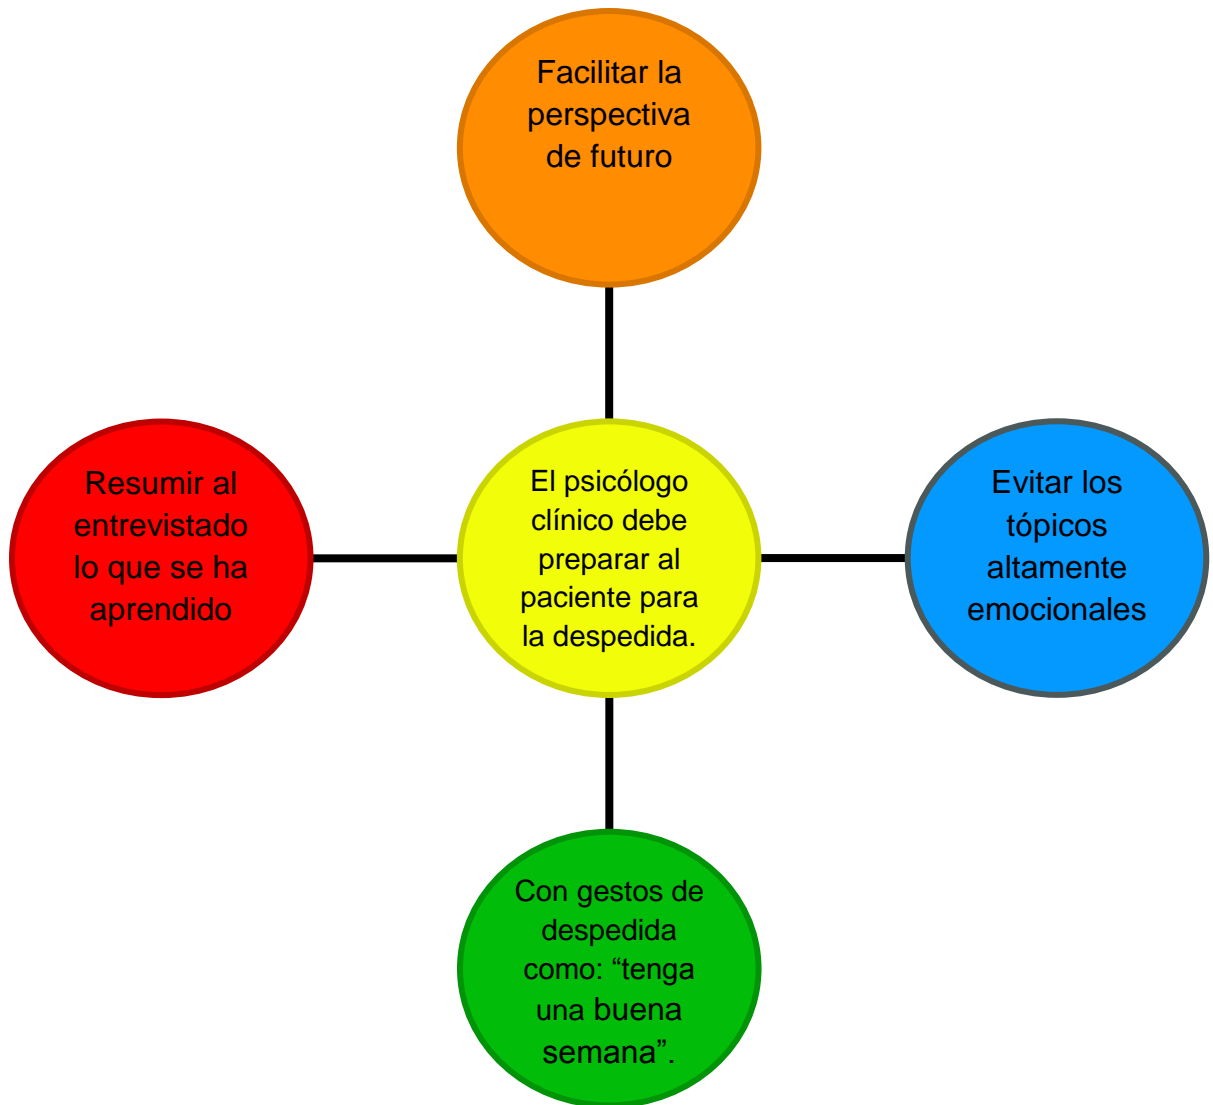 Facilitar la
perspectiva
de futuro
Resumir al
entrevistado
lo que se ha
aprendido
El psicólogo
clínico debe
preparar al
paciente para
la despedida.
Evitar los
tópicos
altamente
emocionales
Con gestos de
despedida
como: “tenga
una buena
semana”.